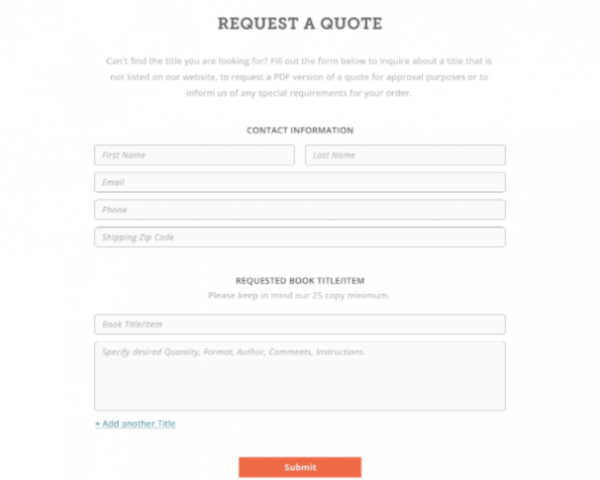 REQUEST A QUOTE
Can't find the title you are looking for? Fill out the form below to inquire about a title that is
not listed on our website, to request a PDF version of a quote for approval purposes or to
inform us of any special requirements for your order.
CONTACT INFORMATION
First Name
Last Name
Email
Phone
Shipping Zip Code
REQUESTED BOOK TITLE/ITEM
Please keep in mind our 25 copy minimum.
Book Title/Item
Specify desired Quantity, Format, Author, Comments, Instructions.
+ Add another Title
Submit